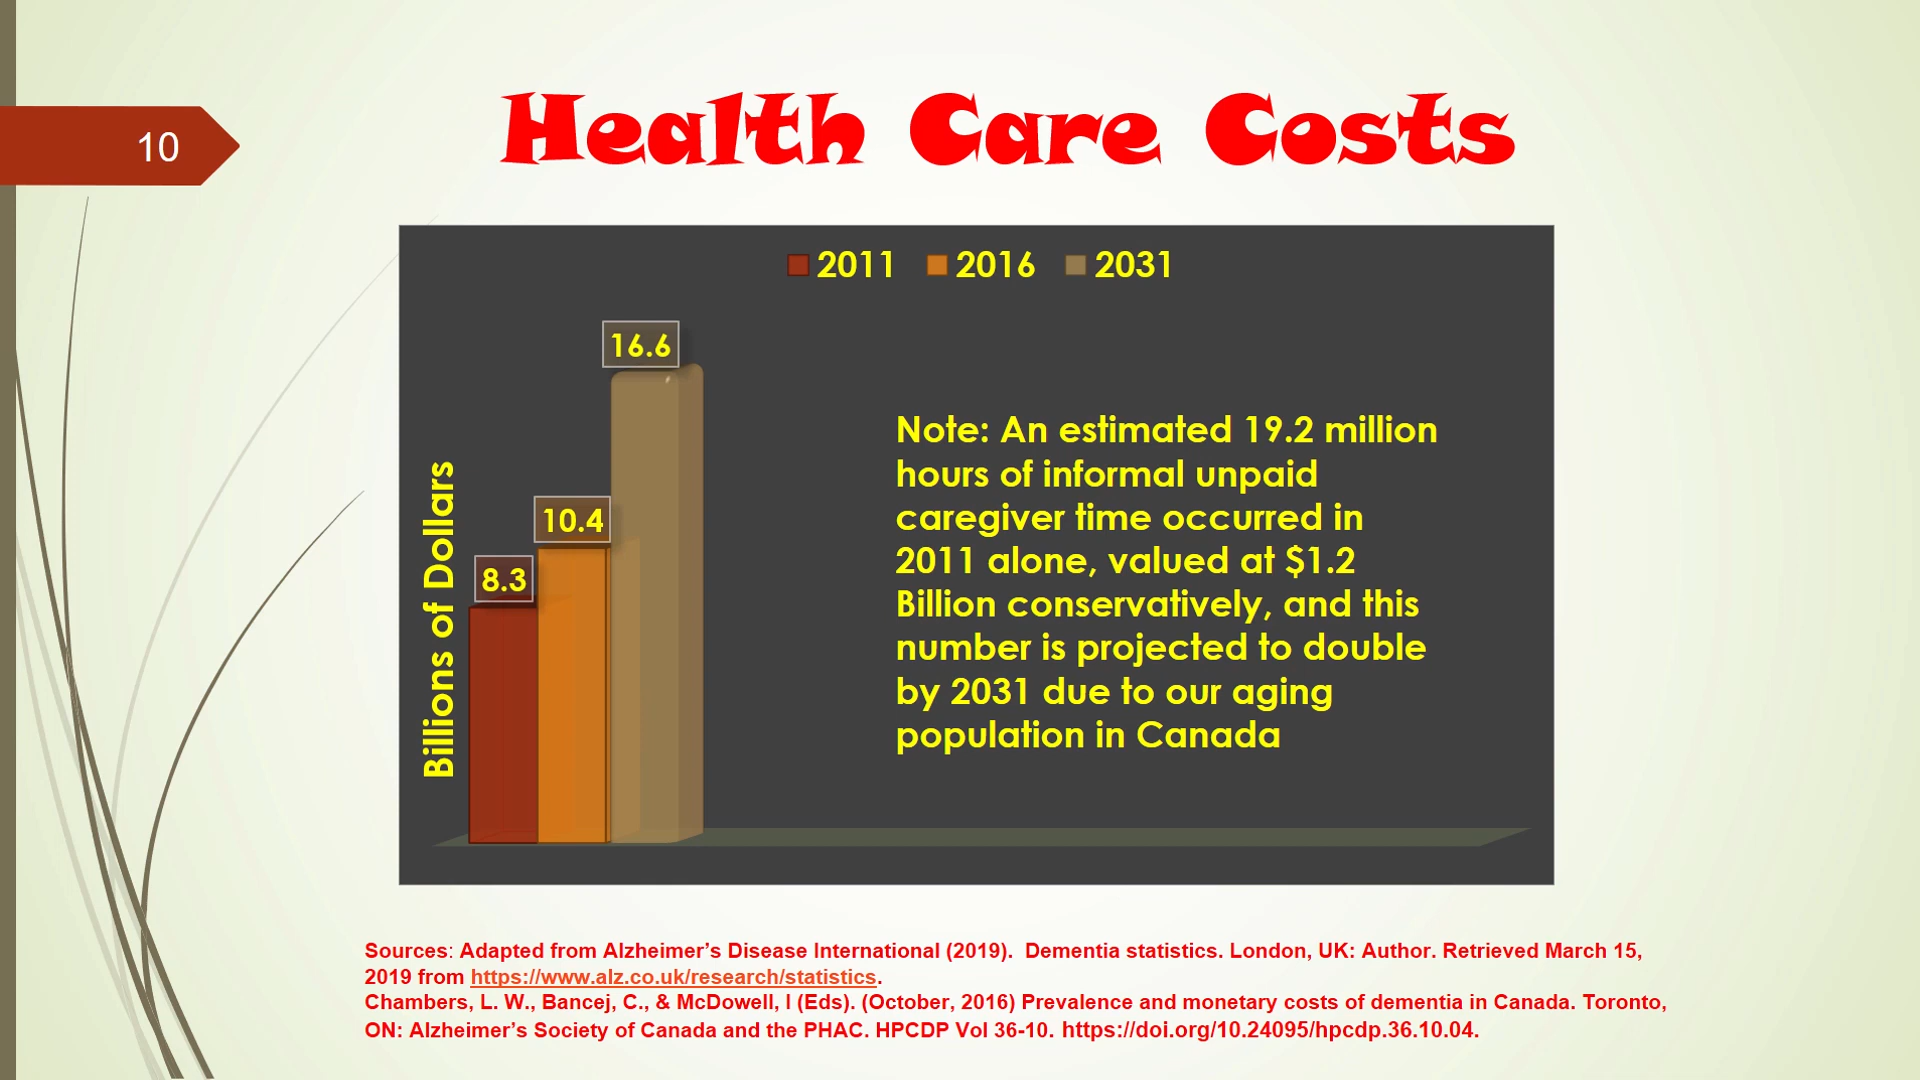 10
Health Care Costs
2011 2016 2031
16.6
10.4
8.3
Billions of Dollars
Note: An estimated 19.2 million
hours of informal unpaid
caregiver time occurred in
2011 alone, valued at $1.2
Billion conservatively, and this
number is projected to double
by 2031 due to our aging
population in Canada
Sources: Adapted from Alzheimer’s Disease International (2019).  Dementia statistics. London, UK: Author. Retrieved March 15,
2019 from https://www.alz.co.uk/research/statistics.
Chambers, L. W., Bancej, C., & McDowell, I (Eds). (October, 2016) Prevalence and monetary costs of dementia in Canada. Toronto,
ON: Alzheimer’s Society of Canada and the PHAC. HPCDP Vol 36-10. https://doi.org/10.24095/hpcdp.36.10.04.